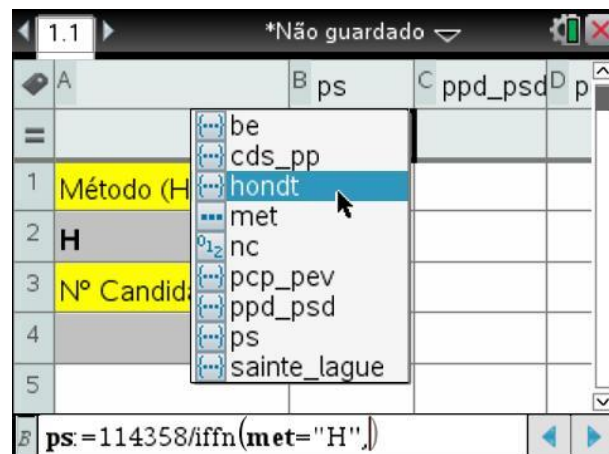 1.1 *Não guardado
A B ps C ppd_psd D p
=
be
cds_pp
1 Método (H hondt
met
2 H nc
3 Nº Candida pcp_pev
ppd_psd
4 ps
sainte_lague
5
B ps:=114358/iffn(met="H",)